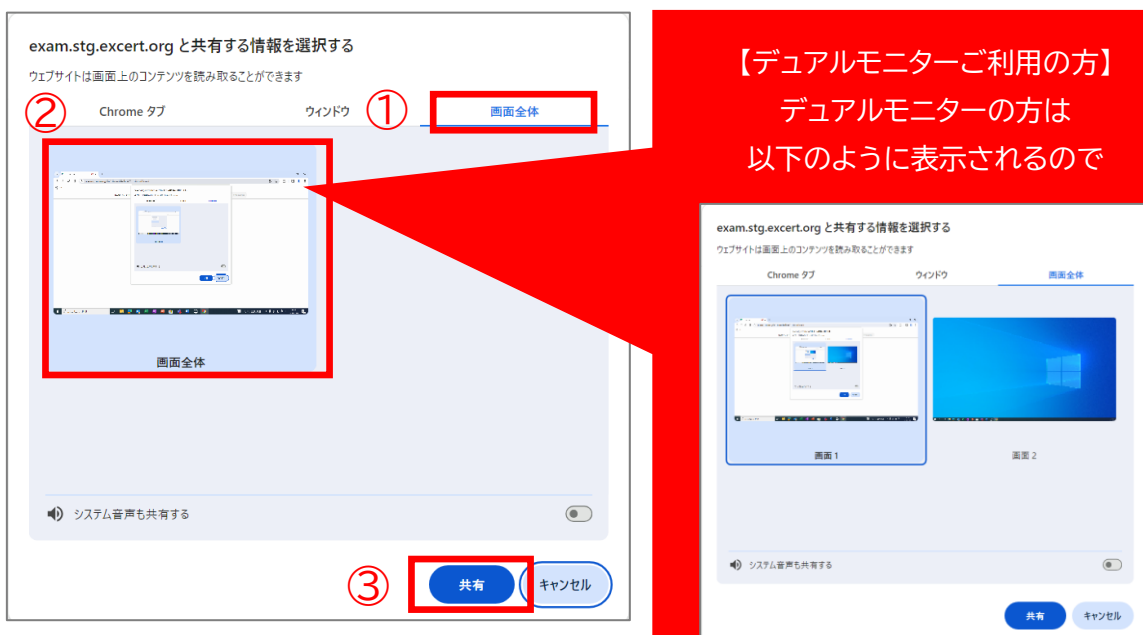 exam.stg.excert.org と共有する情報を選択する
ウェブサイトは画面上のコンテンツを読み取ることができます
② Chrome タブ ウィンドウ ① 画面全体
画面全体
システム音声も共有する
③ 共有 キャンセル
【デュアルモニターご利用の方】
デュアルモニターの方は
以下のように表示されるので
exam.stg.excert.org と共有する情報を選択する
ウェブサイトは画面上のコンテンツを読み取ることができます
Chrome タブ ウィンドウ 画面全体
画面 1 画面 2
システム音声も共有する
共有 キャンセル